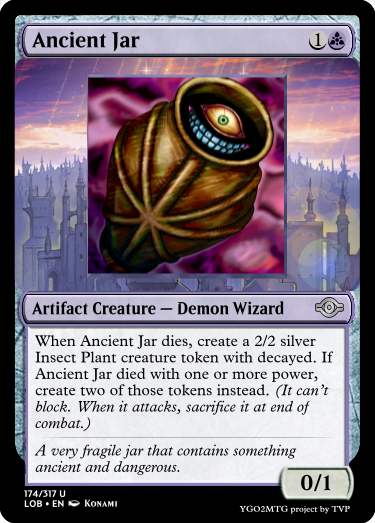 Ancient Jar
1
Artifact Creature — Demon Wizard
When Ancient Jar dies, create a 2/2 silver
Insect Plant creature token with decayed. If
Ancient Jar died with one or more power,
create two of those tokens instead. (It can't
block. When it attacks, sacrifice it at end of
combat.)
A very fragile jar that contains something
ancient and dangerous.
0/1
174/317 U
LOB • EN Konami
YGO2MTG project by TVP